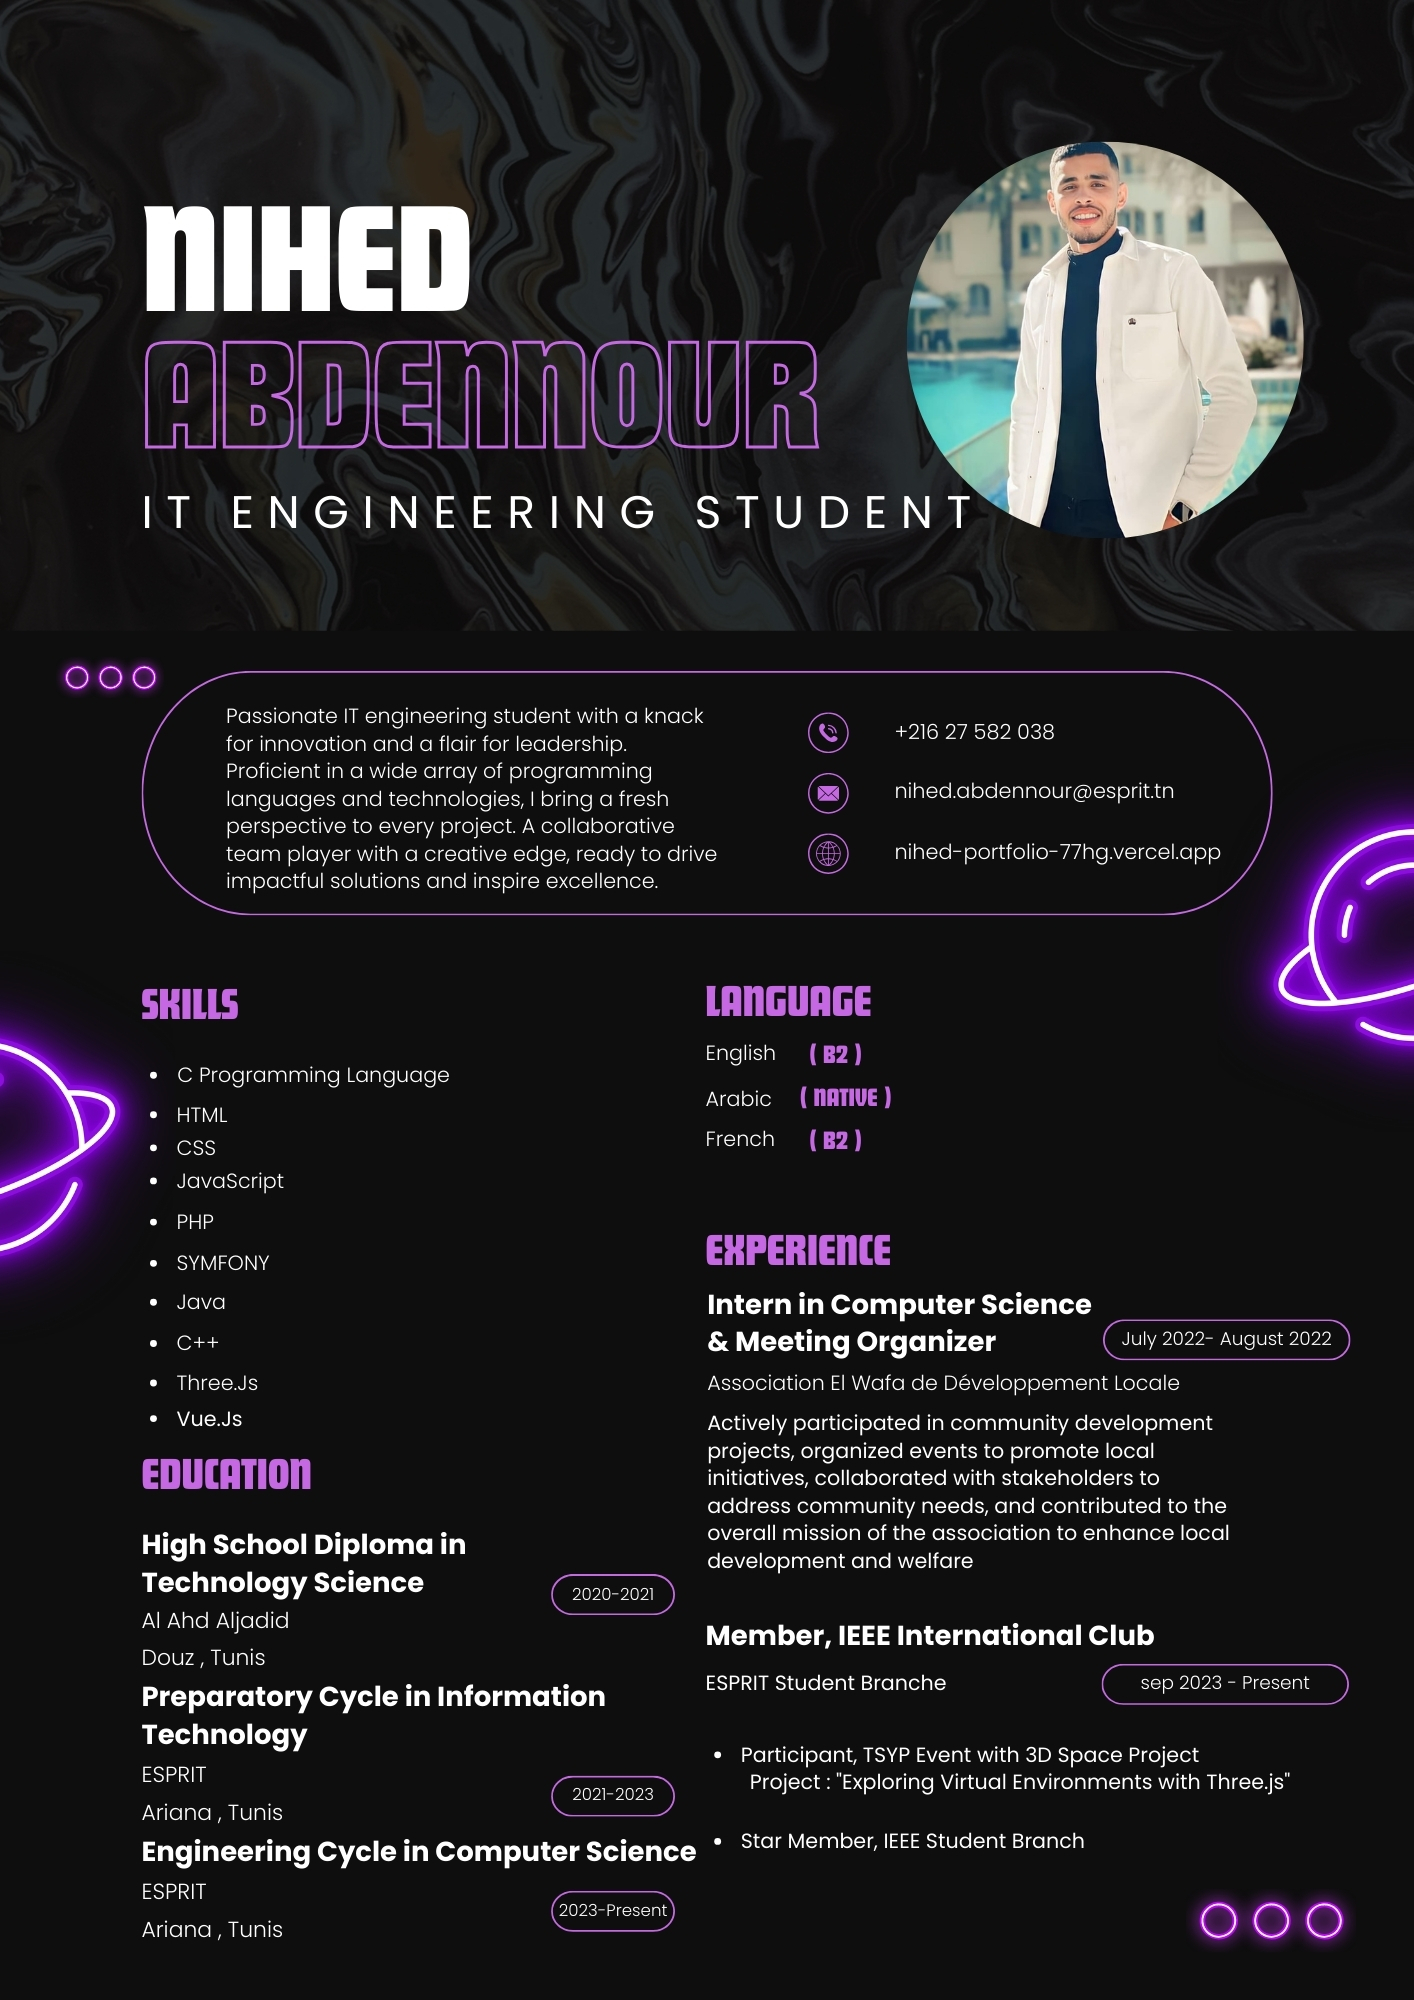 NIHED
ABDENNOUR
IT ENGINEERING STUDENT
Passionate IT engineering student with a knack
for innovation and a flair for leadership.
Proficient in a wide array of programming
languages and technologies, I bring a fresh
perspective to every project. A collaborative
team player with a creative edge, ready to drive
impactful solutions and inspire excellence.
+216 27 582 038
nihed.abdennour@esprit.tn
nihed-portfolio-77hg.vercel.app
SKILLS
• C Programming Language
• HTML
• CSS
• JavaScript
• PHP
• SYMFONY
• Java
• C++
• Three.Js
• Vue.Js
EDUCATION
High School Diploma in
Technology Science
2020-2021
Al Ahd Aljadid
Douz , Tunis
Preparatory Cycle in Information
Technology
ESPRIT
2021-2023
Ariana , Tunis
Engineering Cycle in Computer Science
ESPRIT
2023-Present
Ariana , Tunis
LANGUAGE
English ( B2 )
Arabic ( NATIVE )
French ( B2 )
EXPERIENCE
Intern in Computer Science
& Meeting Organizer
July 2022- August 2022
Association El Wafa de Développement Locale
Actively participated in community development
projects, organized events to promote local
initiatives, collaborated with stakeholders to
address community needs, and contributed to the
overall mission of the association to enhance local
development and welfare
Member, IEEE International Club
ESPRIT Student Branche
sep 2023 - Present
• Participant, TSYP Event with 3D Space Project
Project : "Exploring Virtual Environments with Three.js"
• Star Member, IEEE Student Branch